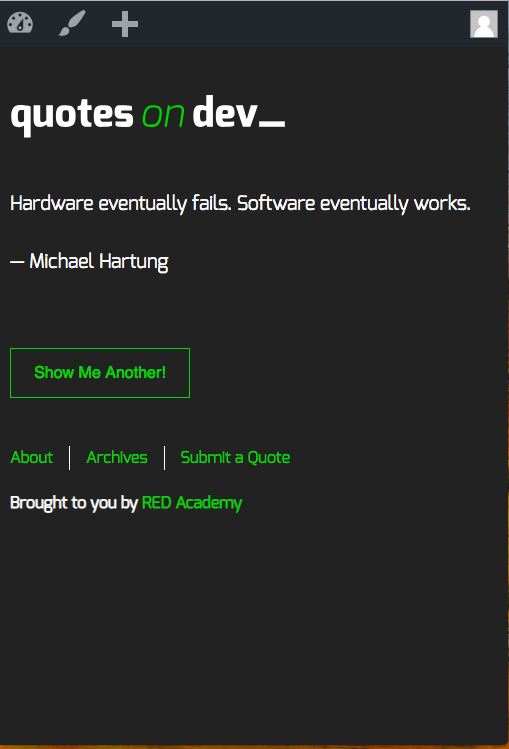 quotes on dev_
Hardware eventually fails. Software eventually works.
— Michael Hartung
Show Me Another!
About | Archives | Submit a Quote
Brought to you by RED Academy